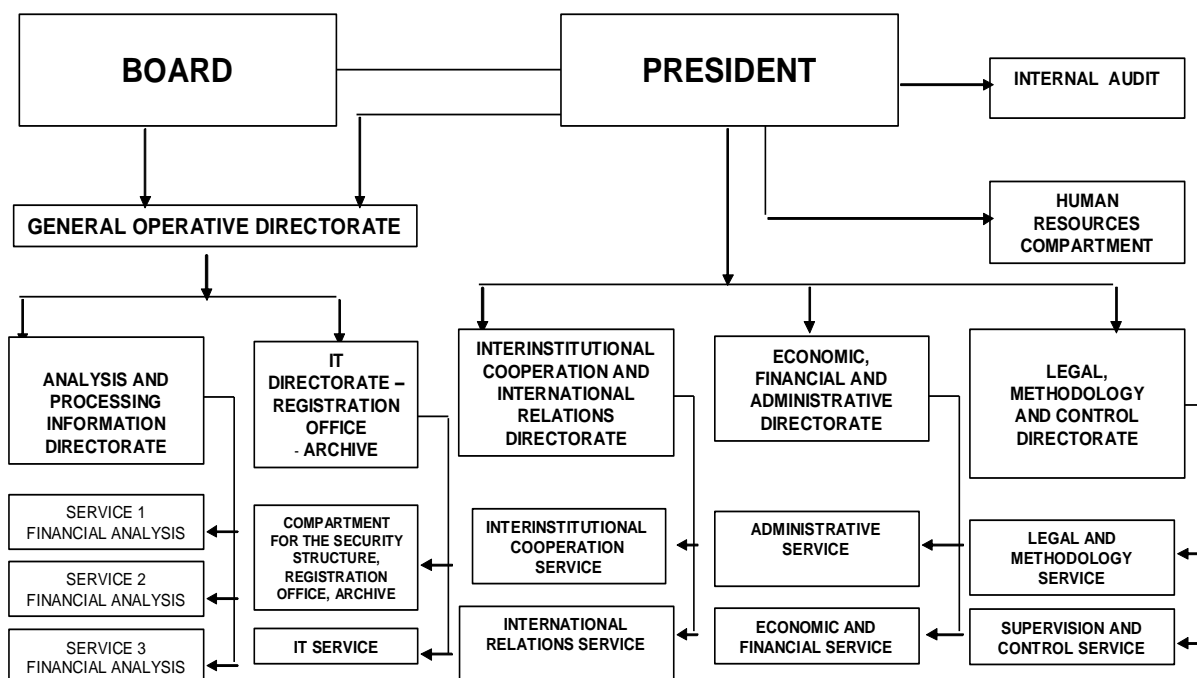 BOARD
PRESIDENT
INTERNAL AUDIT
GENERAL OPERATIVE DIRECTORATE
HUMAN
RESOURCES
COMPARTMENT
ANALYSIS AND
PROCESSING
INFORMATION
DIRECTORATE
IT
DIRECTORATE –
REGISTRATION
OFFICE
- ARCHIVE
INTERINSTITUTIONAL
COOPERATION AND
INTERNATIONAL
RELATIONS
DIRECTORATE
ECONOMIC,
FINANCIAL AND
ADMINISTRATIVE
DIRECTORATE
LEGAL,
METHODOLOGY
AND CONTROL
DIRECTORATE
SERVICE 1
FINANCIAL ANALYSIS
SERVICE 2
FINANCIAL ANALYSIS
SERVICE 3
FINANCIAL ANALYSIS
COMPARTMENT
FOR THE SECURITY
STRUCTURE,
REGISTRATION
OFFICE, ARCHIVE
IT SERVICE
INTERINSTITUTIONAL
COOPERATION
SERVICE
INTERNATIONAL
RELATIONS SERVICE
ADMINISTRATIVE
SERVICE
ECONOMIC AND
FINANCIAL SERVICE
LEGAL AND
METHODOLOGY
SERVICE
SUPERVISION AND
CONTROL SERVICE